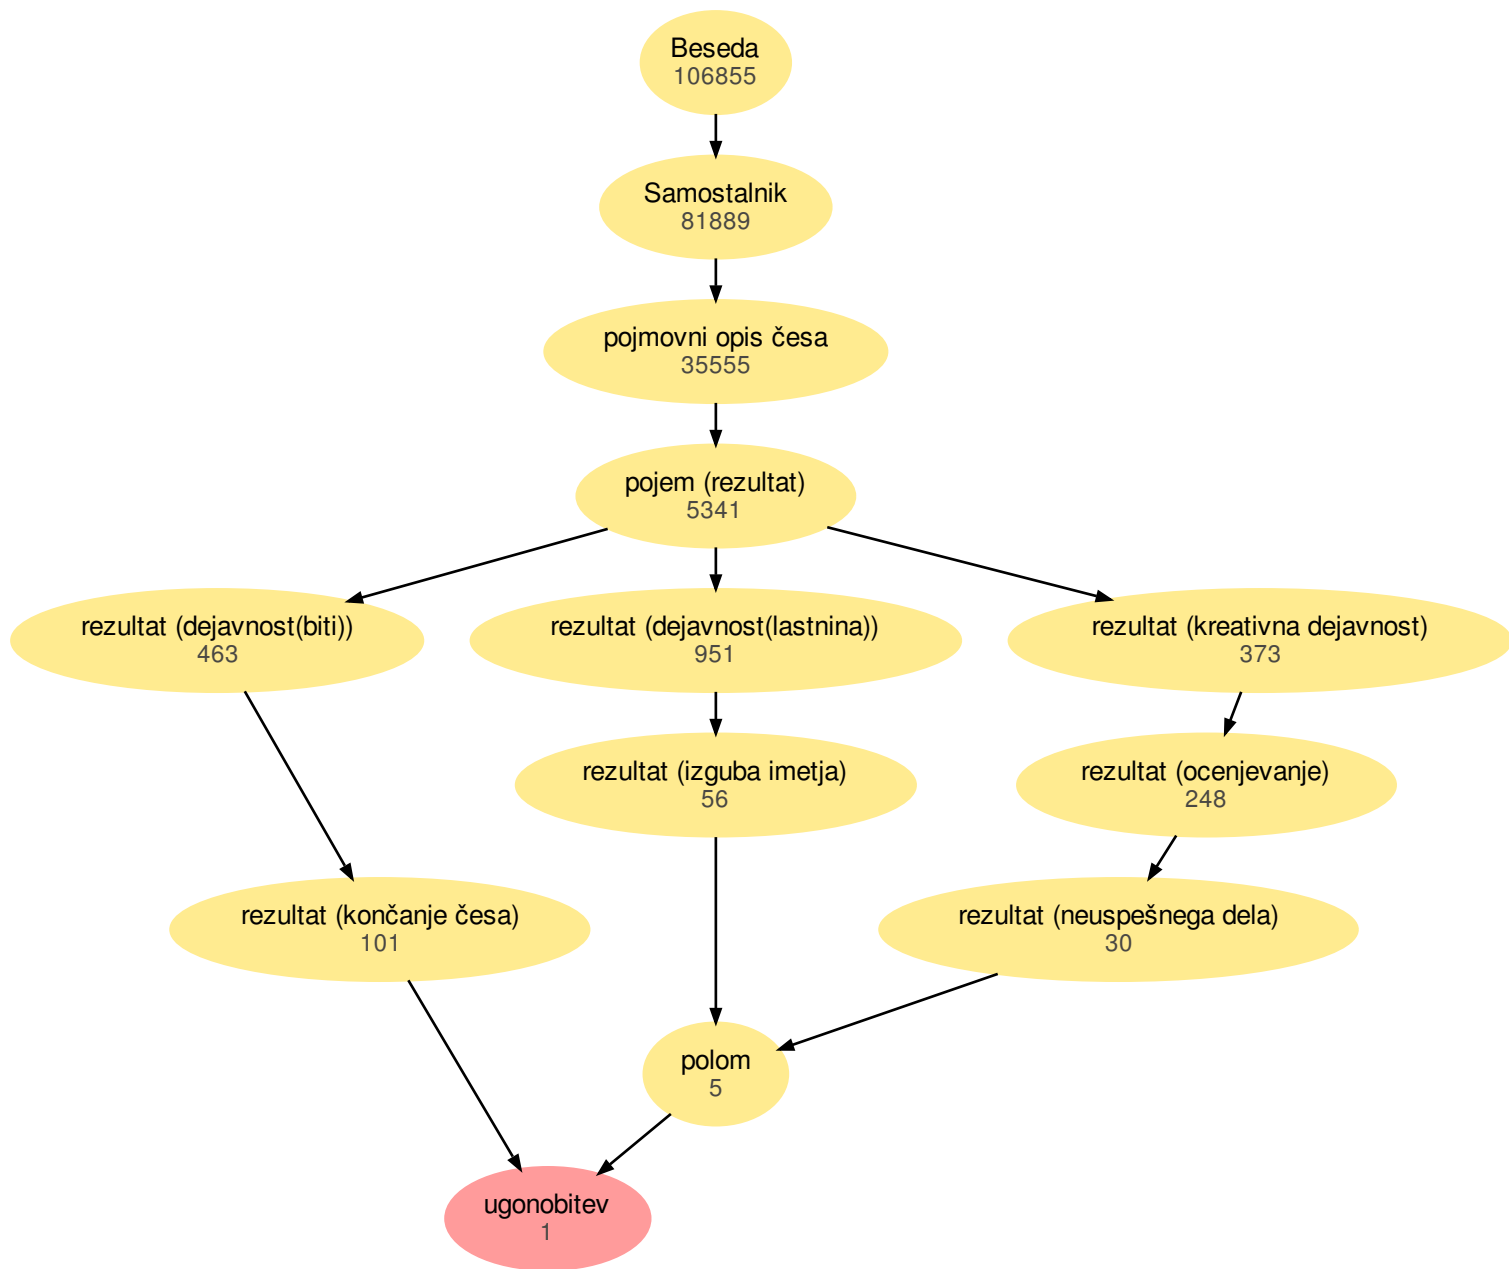 Beseda
106855
Samostalnik
81889
pojmovni opis česa
35555
pojem (rezultat)
5341
rezultat (dejavnost(biti))
463
rezultat (dejavnost(lastnina))
951
rezultat (kreativna dejavnost)
373
rezultat (izguba imetja)
56
rezultat (ocenjevanje)
248
rezultat (končanje česa)
101
rezultat (neuspešnega dela)
30
polom
5
ugonobitev
1